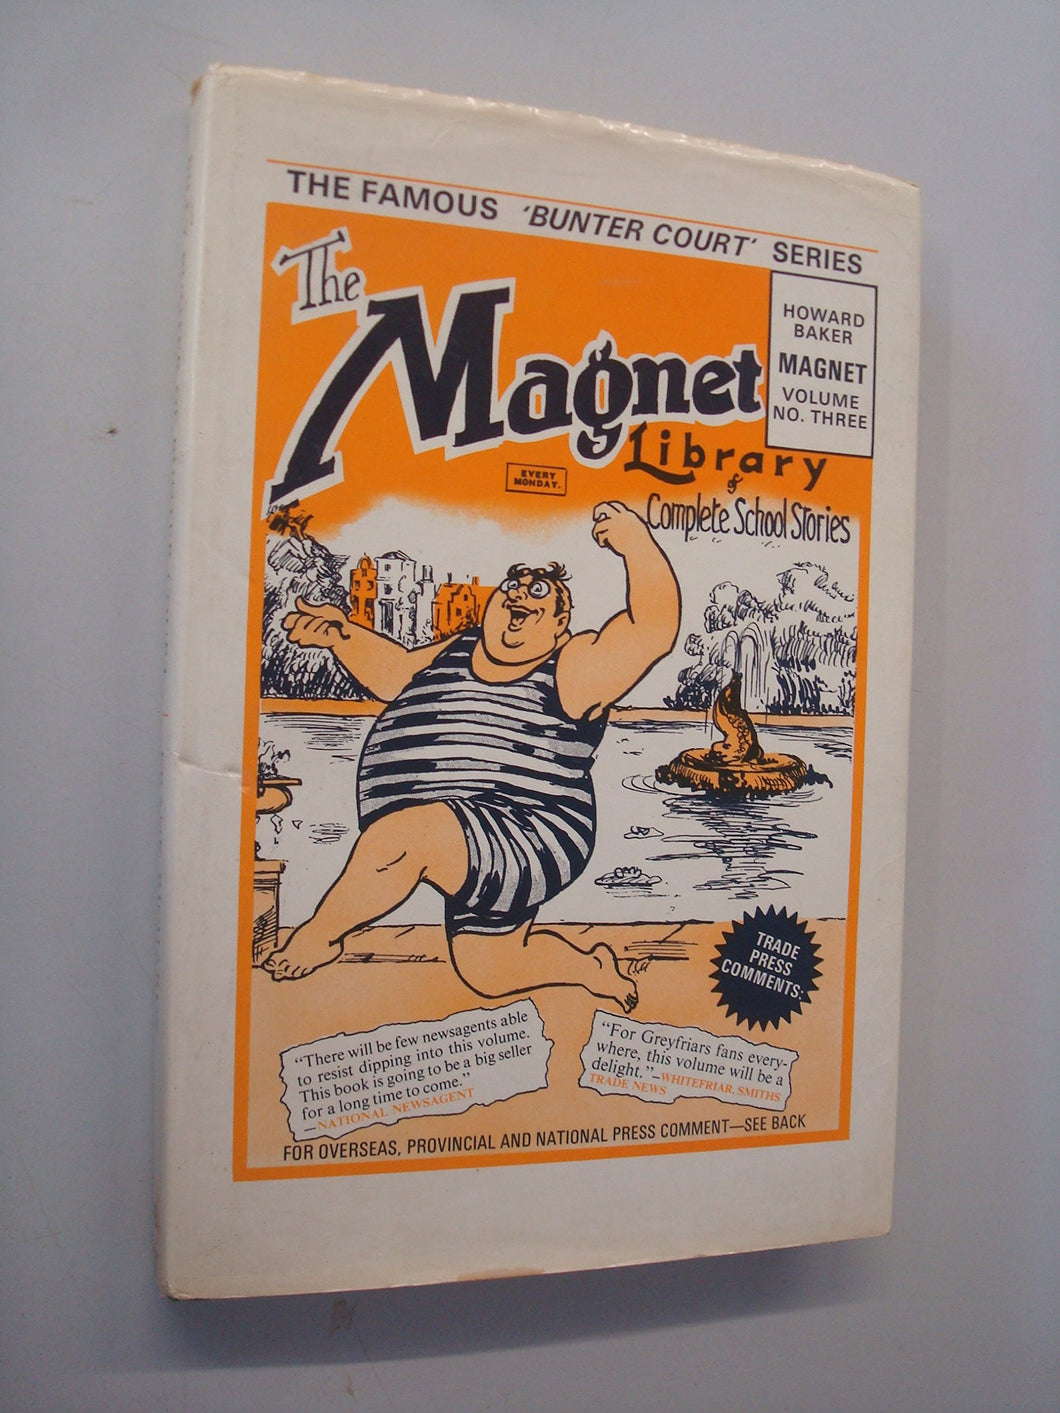 THE FAMOUS 'BUNTER COURT' SERIES
The
Magnet
Library
of
Complete School Stories
EVERY
MONDAY.
HOWARD
BAKER
MAGNET
VOLUME
NO. THREE
TRADE
PRESS
COMMENTS:
"There will be few newsagents able
to resist dipping into this volume.
This book is going to be a big seller
for a long time to come."
—NATIONAL NEWSAGENT
"For Greyfriars fans every-
where, this volume will be a
delight."—WHITEFRIAR, SMITHS
TRADE NEWS
FOR OVERSEAS, PROVINCIAL AND NATIONAL PRESS COMMENT—SEE BACK